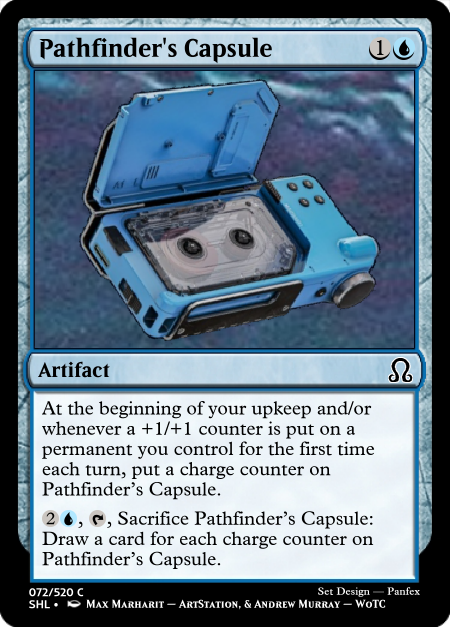 Pathfinder's Capsule 1
Artifact
At the beginning of your upkeep and/or
whenever a +1/+1 counter is put on a
permanent you control for the first time
each turn, put a charge counter on
Pathfinder's Capsule.
2, , Sacrifice Pathfinder's Capsule:
Draw a card for each charge counter on
Pathfinder's Capsule.
072/520 C
Set Design — Panfex
SHL • Max Marharit — ArtStation, & Andrew Murray — WotC